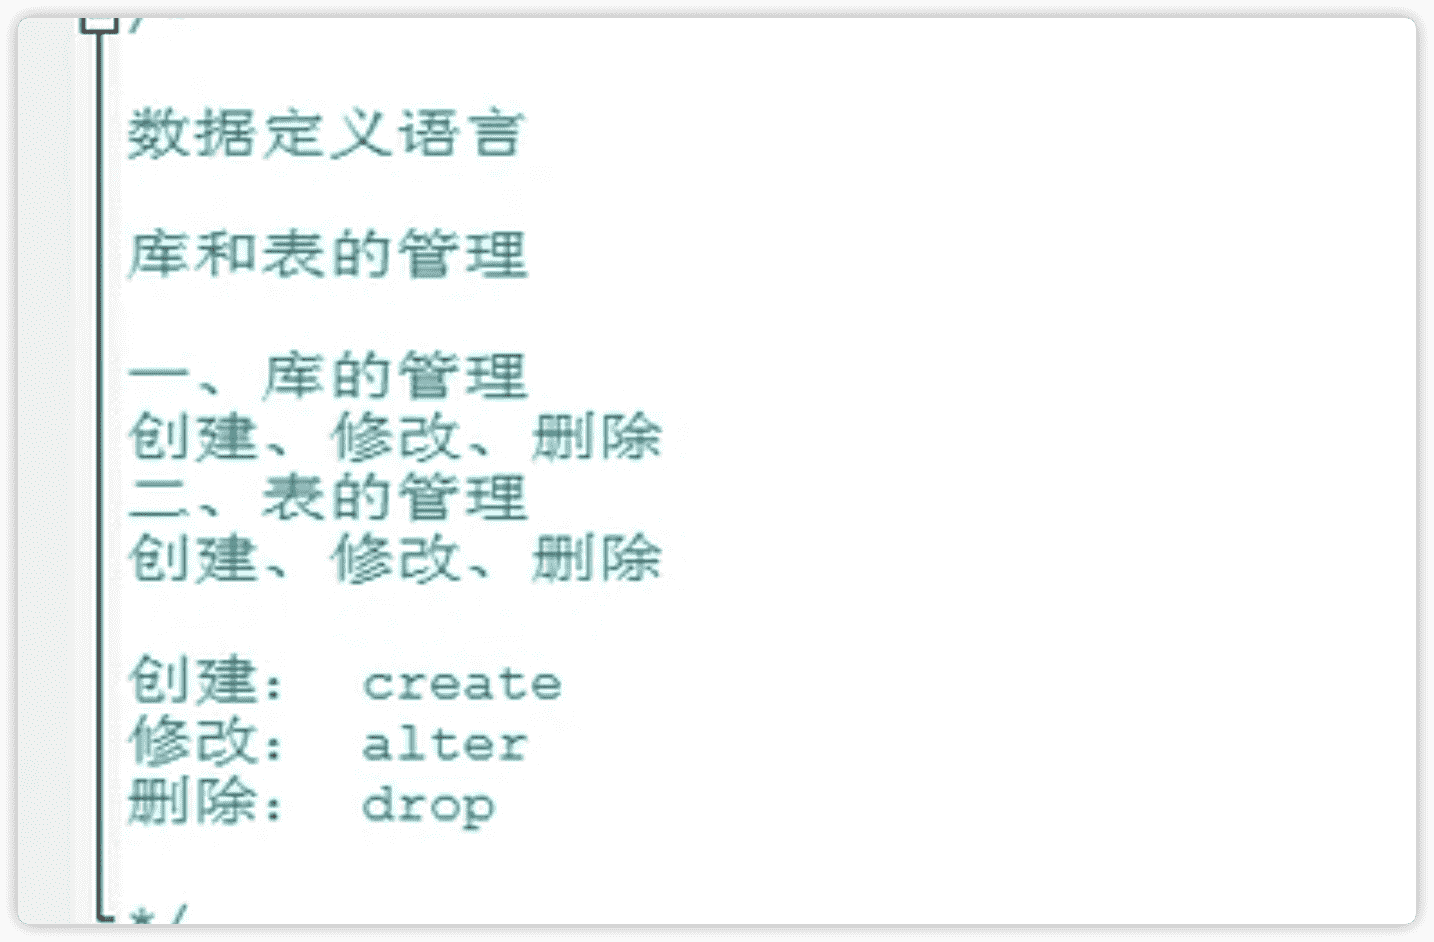 数据定义语言
库和表的管理
一、库的管理
创建、修改、删除
二、表的管理
创建、修改、删除
创建： create
修改： alter
删除： drop
*/